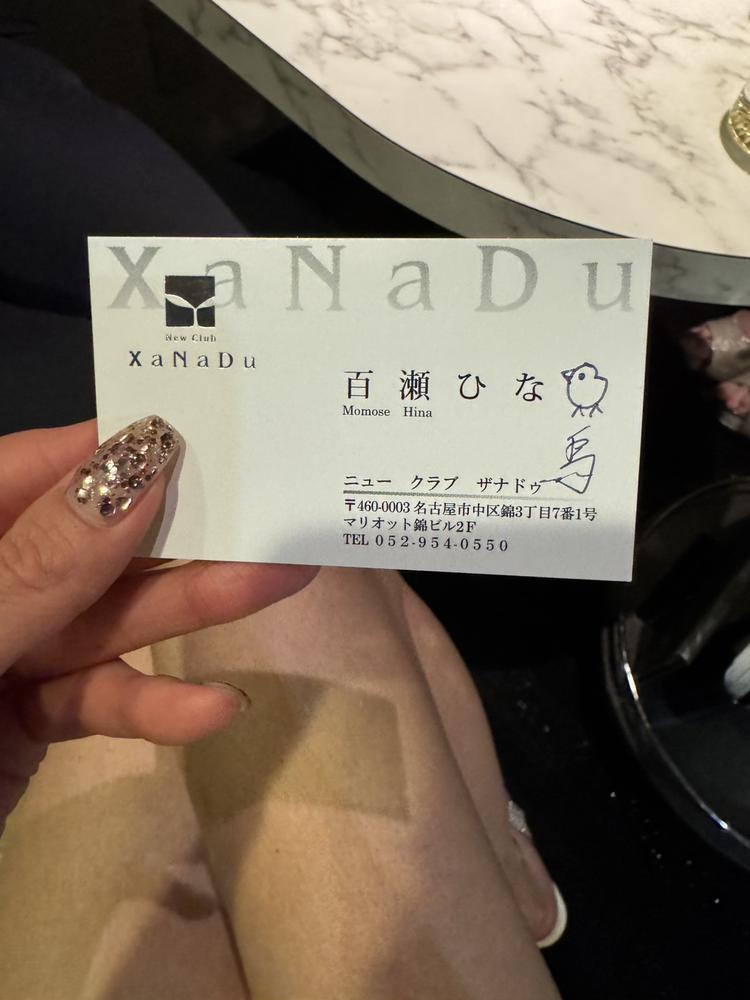 XaNaDu
New Club
XaNaDu
百瀬ひな
Momose Hina
ニュー クラブ ザナドゥ
〒460-0003 名古屋市中区錦3丁目7番1号
マリオット錦ビル2F
TEL 052-954-0550